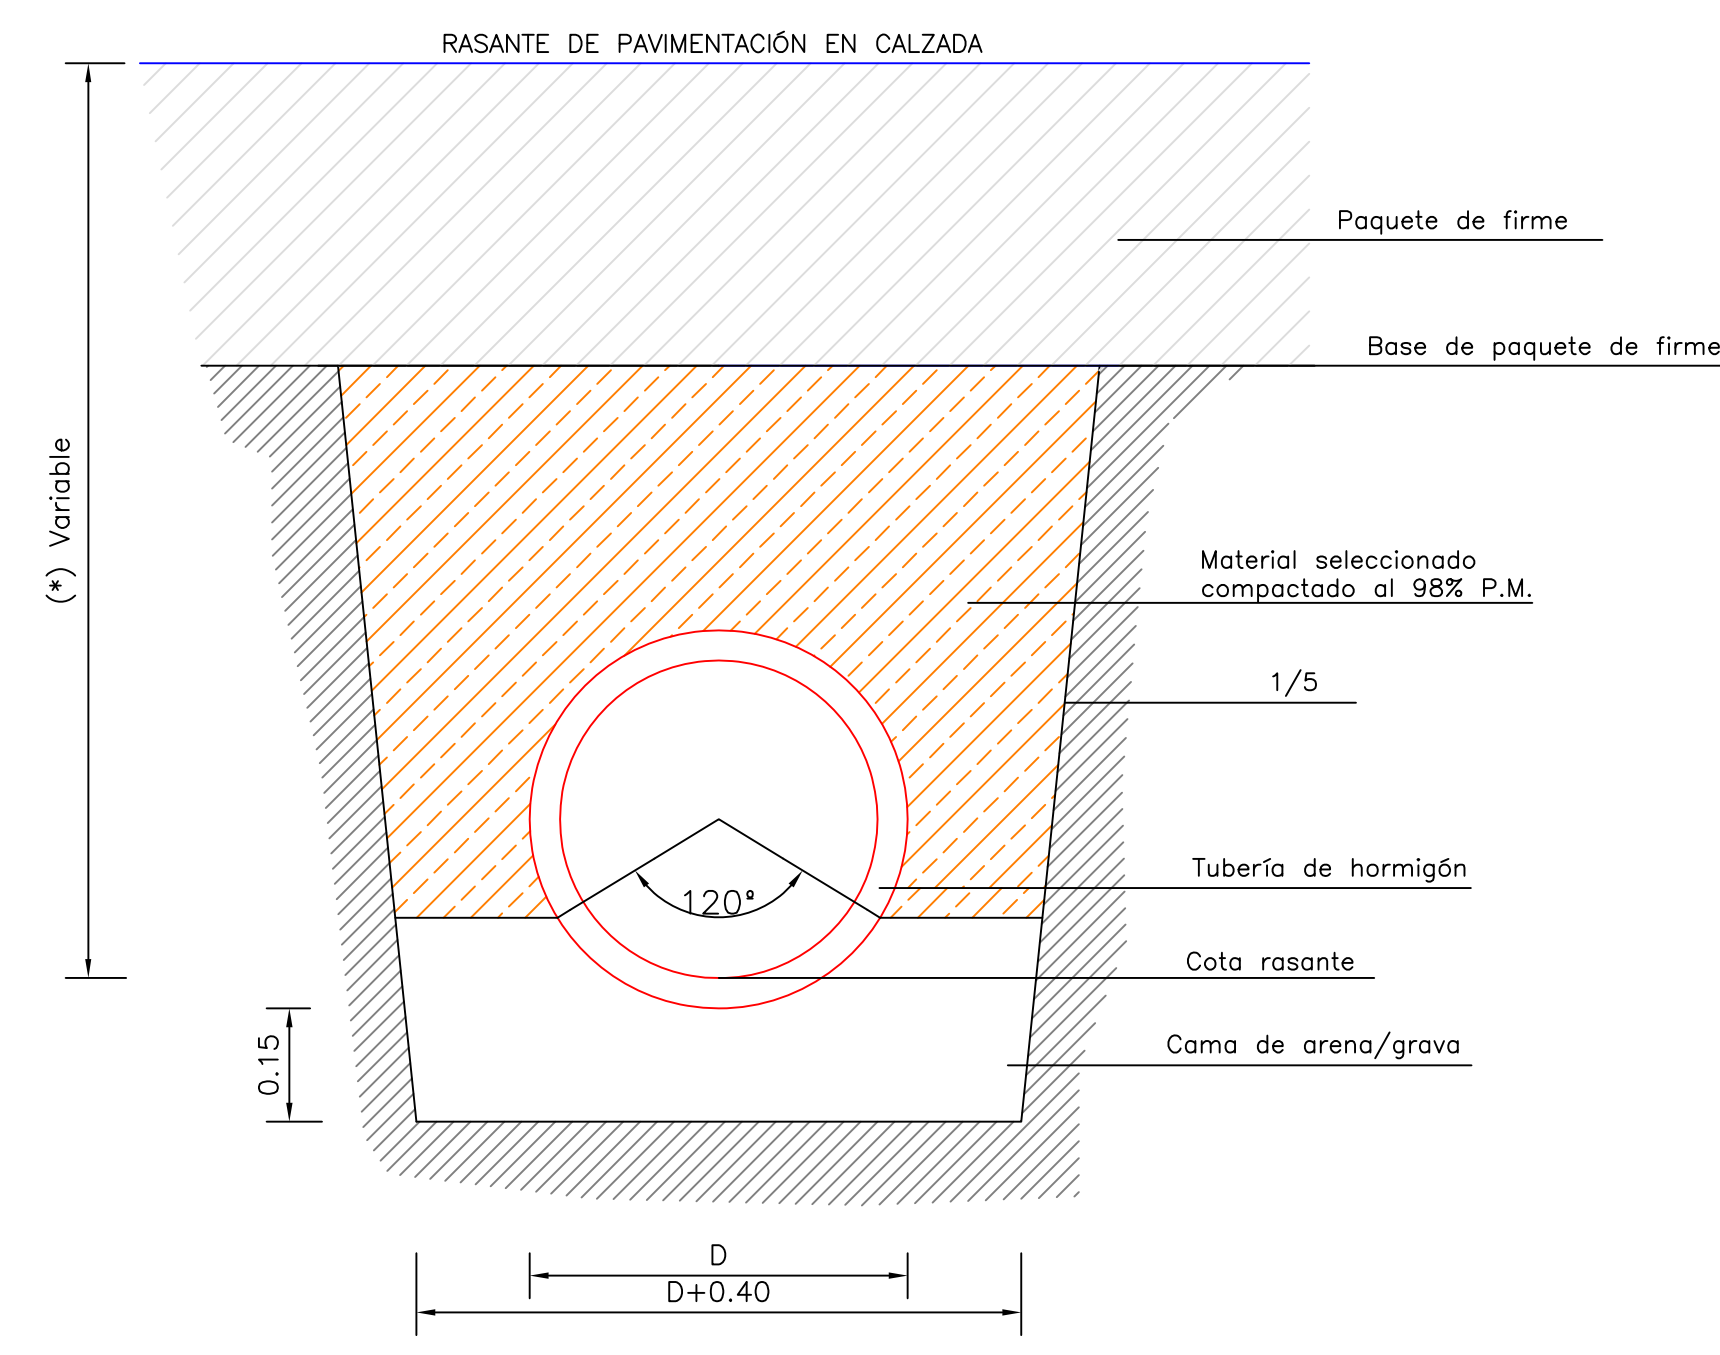 RASANTE DE PAVIMENTACIÓN EN CALZADA
Paquete de firme
Base de paquete de firme
(*) Variable
Material seleccionado
compactado al 98% P.M.
1/5
Tubería de hormigón
120º
Cota rasante
Cama de arena/grava
0.15
D
D+0.40